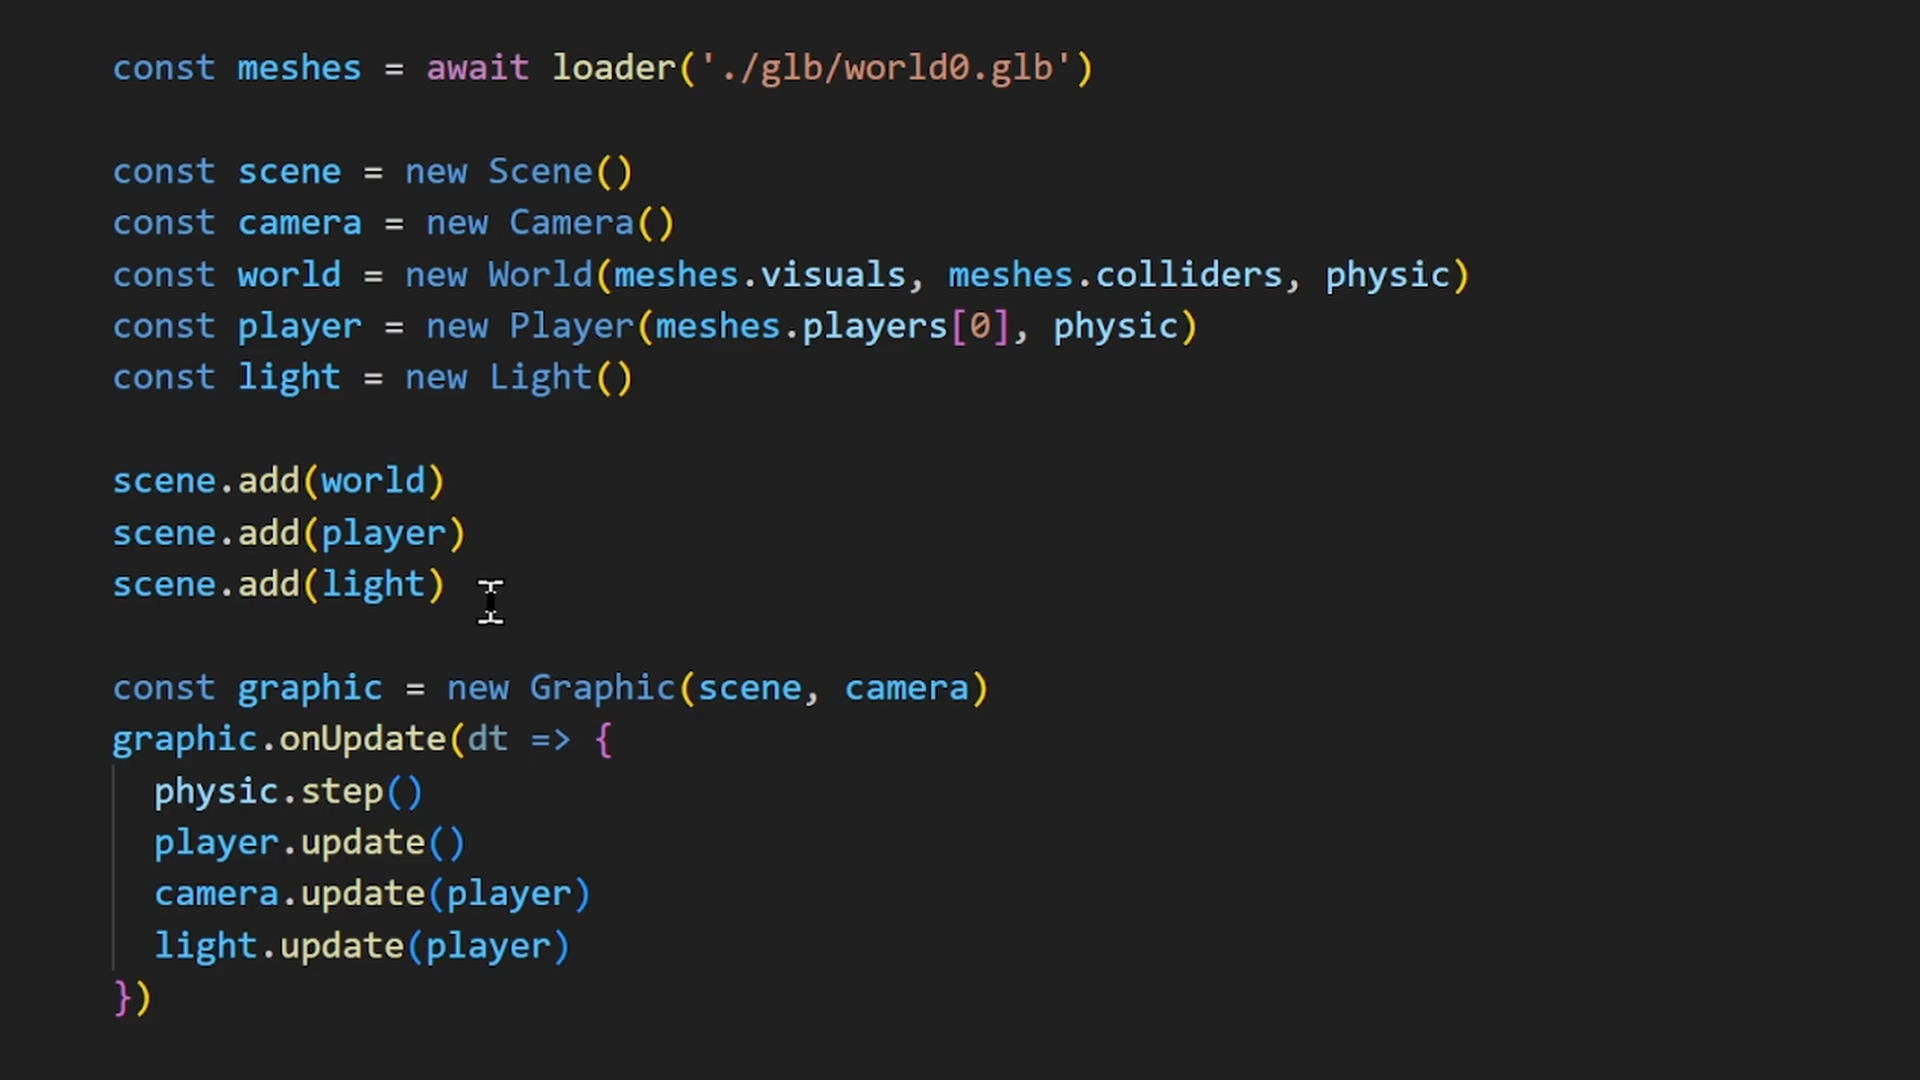 const meshes = await loader('./glb/world0.glb')
const scene = new Scene()
const camera = new Camera()
const world = new World(meshes.visuals, meshes.colliders, physic)
const player = new Player(meshes.players[0], physic)
const light = new Light()
scene.add(world)
scene.add(player)
scene.add(light)
const graphic = new Graphic(scene, camera)
graphic.onUpdate(dt => {
  physic.step()
  player.update()
  camera.update(player)
  light.update(player)
})